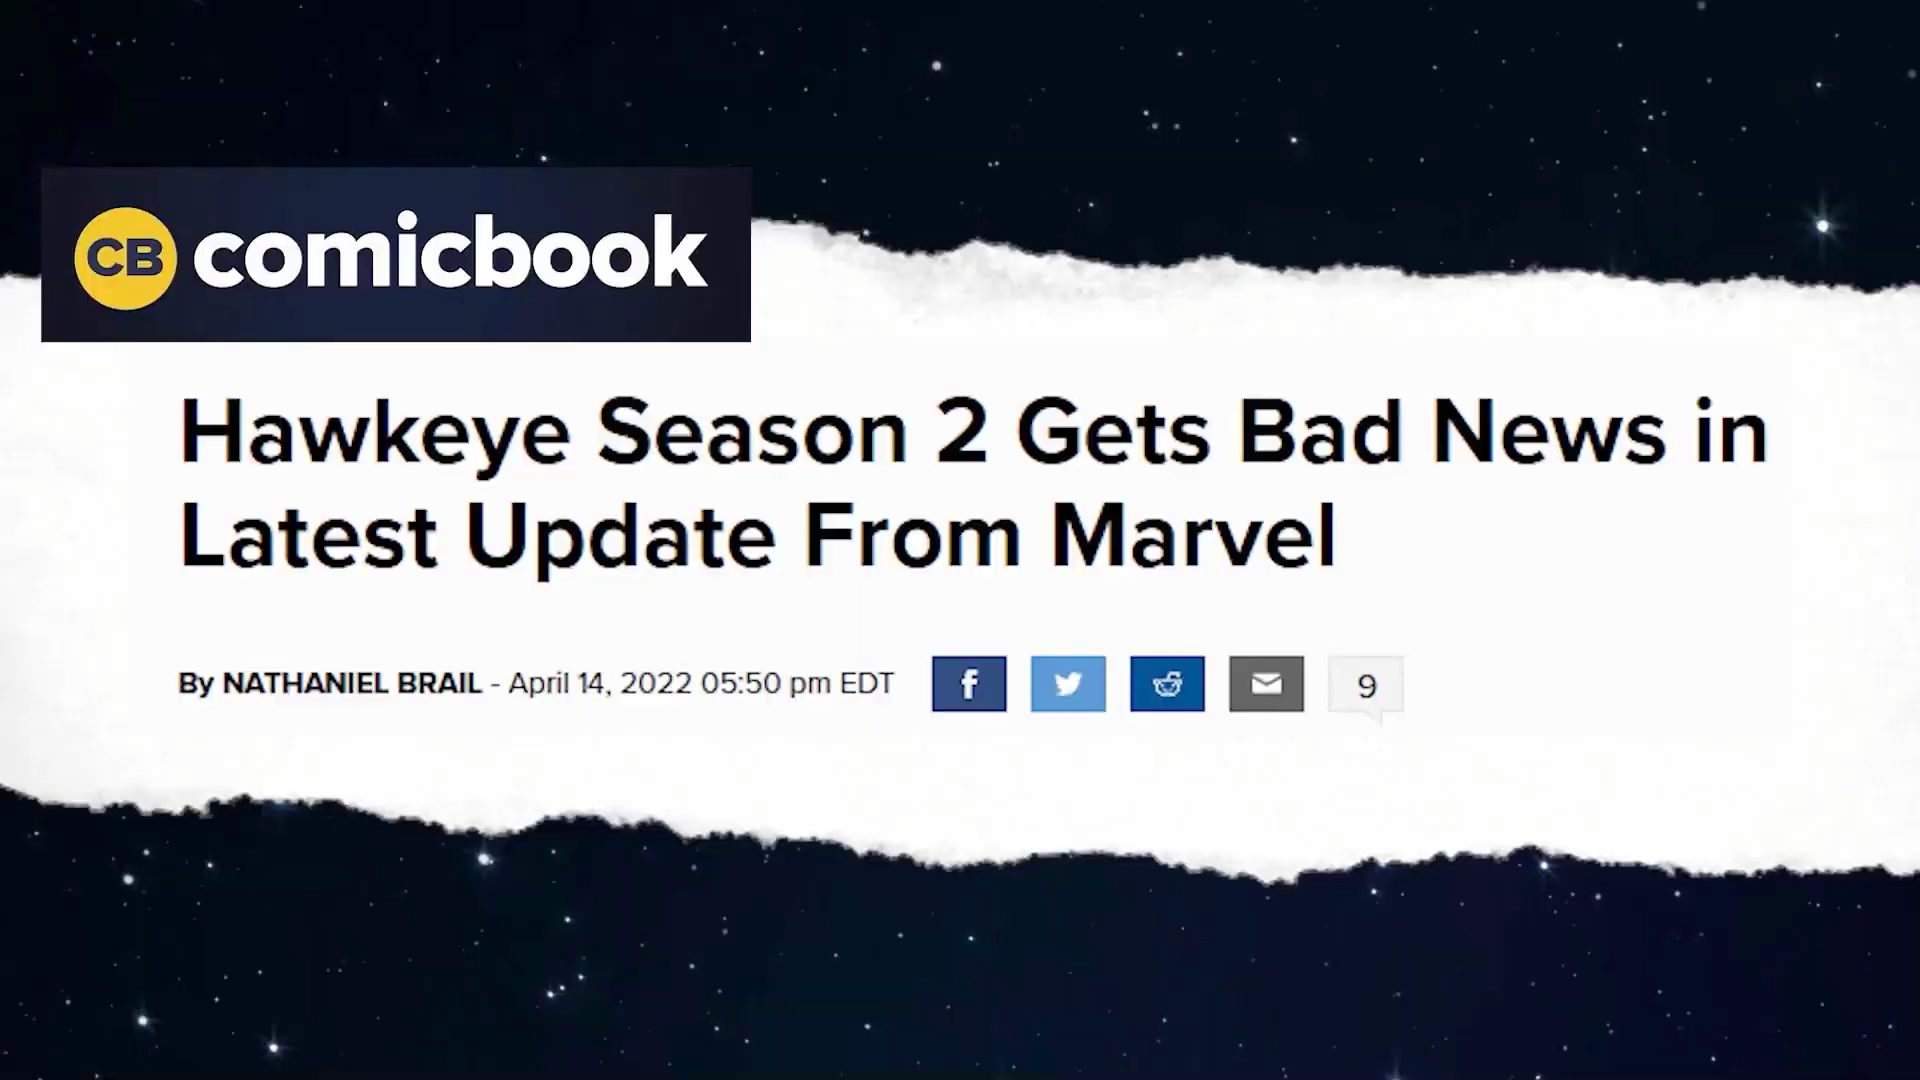 CB comicbook
Hawkeye Season 2 Gets Bad News in
Latest Update From Marvel
By NATHANIEL BRAIL - April 14, 2022 05:50 pm EDT f 9